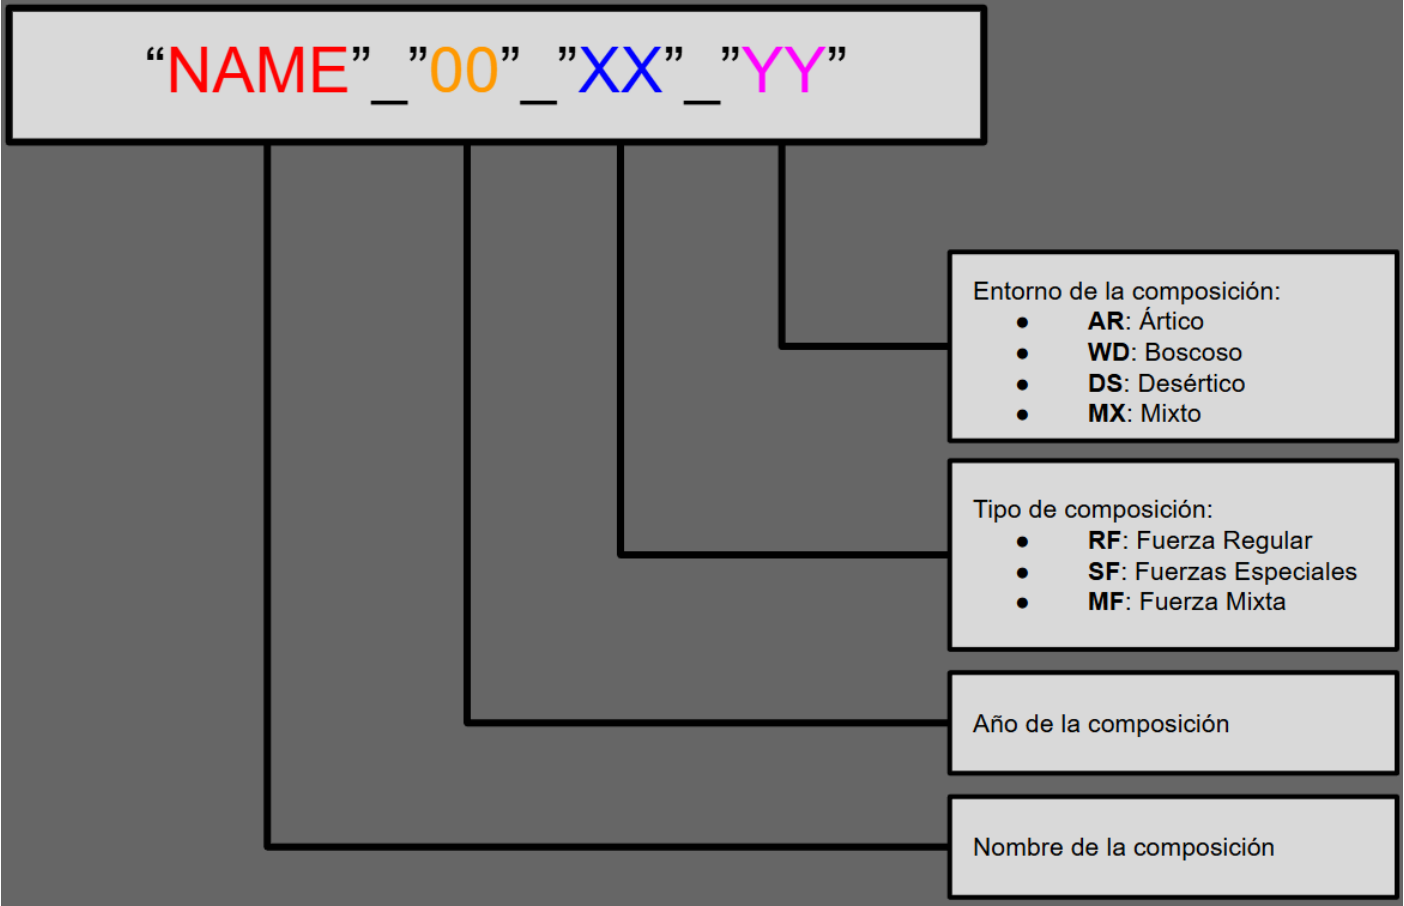 “NAME”_”00”_”XX”_”YY”
Entorno de la composición:
● AR: Ártico
● WD: Boscoso
● DS: Desértico
● MX: Mixto
Tipo de composición:
● RF: Fuerza Regular
● SF: Fuerzas Especiales
● MF: Fuerza Mixta
Año de la composición
Nombre de la composición